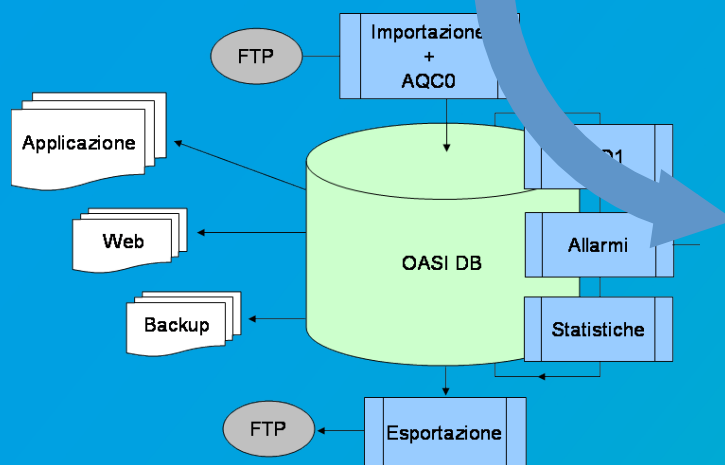 FTP
Importazione
+
AQC0
Applicazione
Web
Backup
OASI DB
Allarmi
Statistiche
FTP
Esportazione